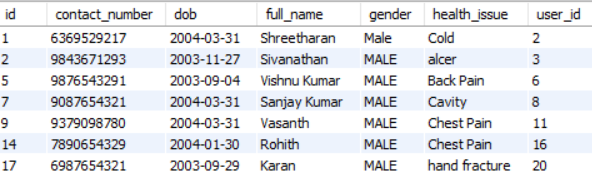 id contact_number dob full_name gender health_issue user_id
1 6369529217 2004-03-31 Shreetharan Male Cold 2
2 9843671293 2003-11-27 Sivanathan MALE alcer 3
5 9876543291 2003-09-04 Vishnu Kumar MALE Back Pain 6
7 9087654321 2004-03-31 Sanjay Kumar MALE Cavity 8
9 9379098780 2004-03-31 Vasanth MALE Chest Pain 11
14 7890654329 2004-01-30 Rohith MALE Chest Pain 16
17 6987654321 2003-09-29 Karan MALE hand fracture 20